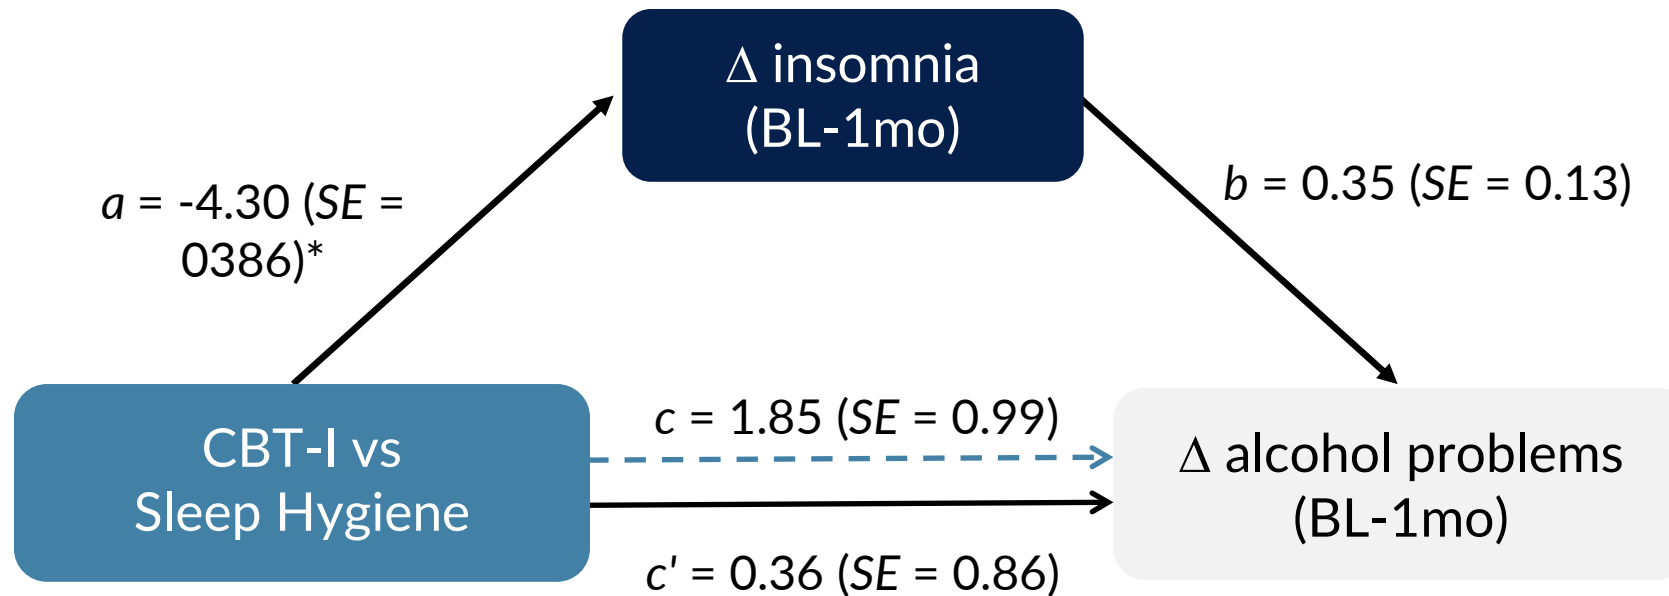 Δ insomnia
(BL-1mo)
a = -4.30 (SE =
0386)*
b = 0.35 (SE = 0.13)
c = 1.85 (SE = 0.99)
CBT-I vs
Sleep Hygiene
Δ alcohol problems
(BL-1mo)
c' = 0.36 (SE = 0.86)